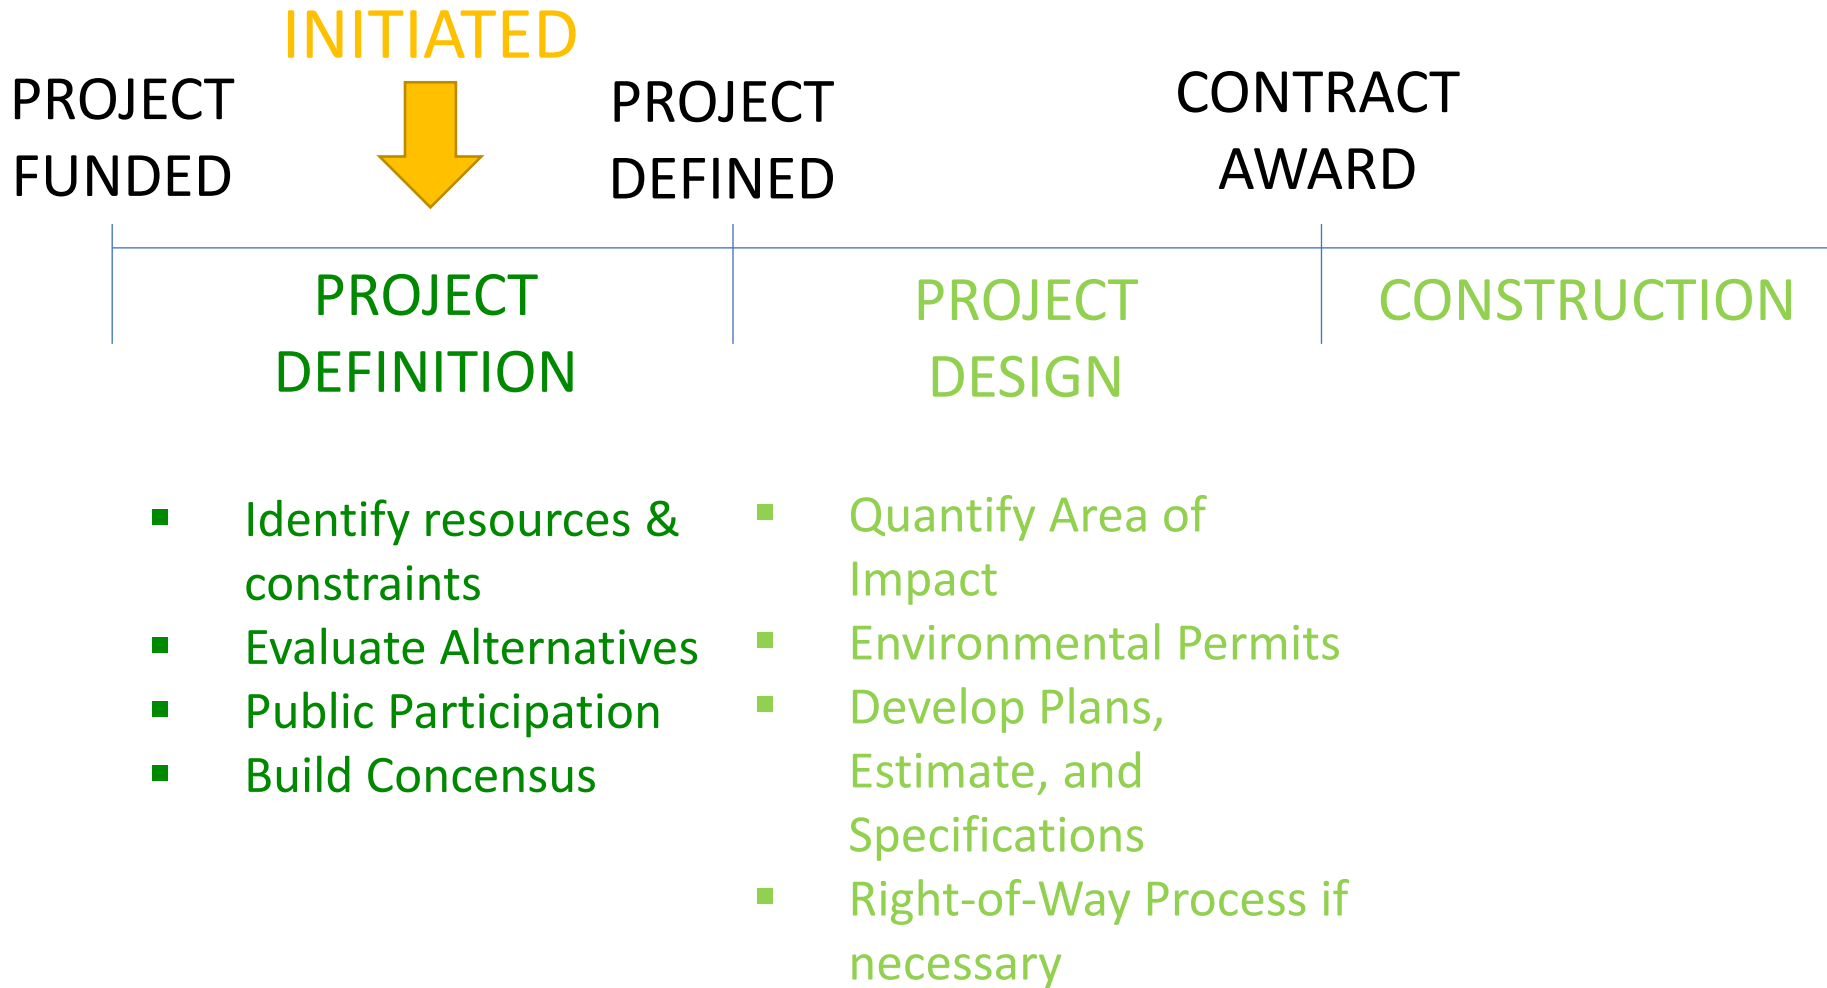 INITIATED
PROJECT
FUNDED
PROJECT
DEFINED
CONTRACT
AWARD
PROJECT
DEFINITION
PROJECT
DESIGN
CONSTRUCTION
▪ Identify resources &
constraints
▪ Evaluate Alternatives
▪ Public Participation
▪ Build Concensus
▪ Quantify Area of
Impact
▪ Environmental Permits
▪ Develop Plans,
Estimate, and
Specifications
▪ Right-of-Way Process if
necessary